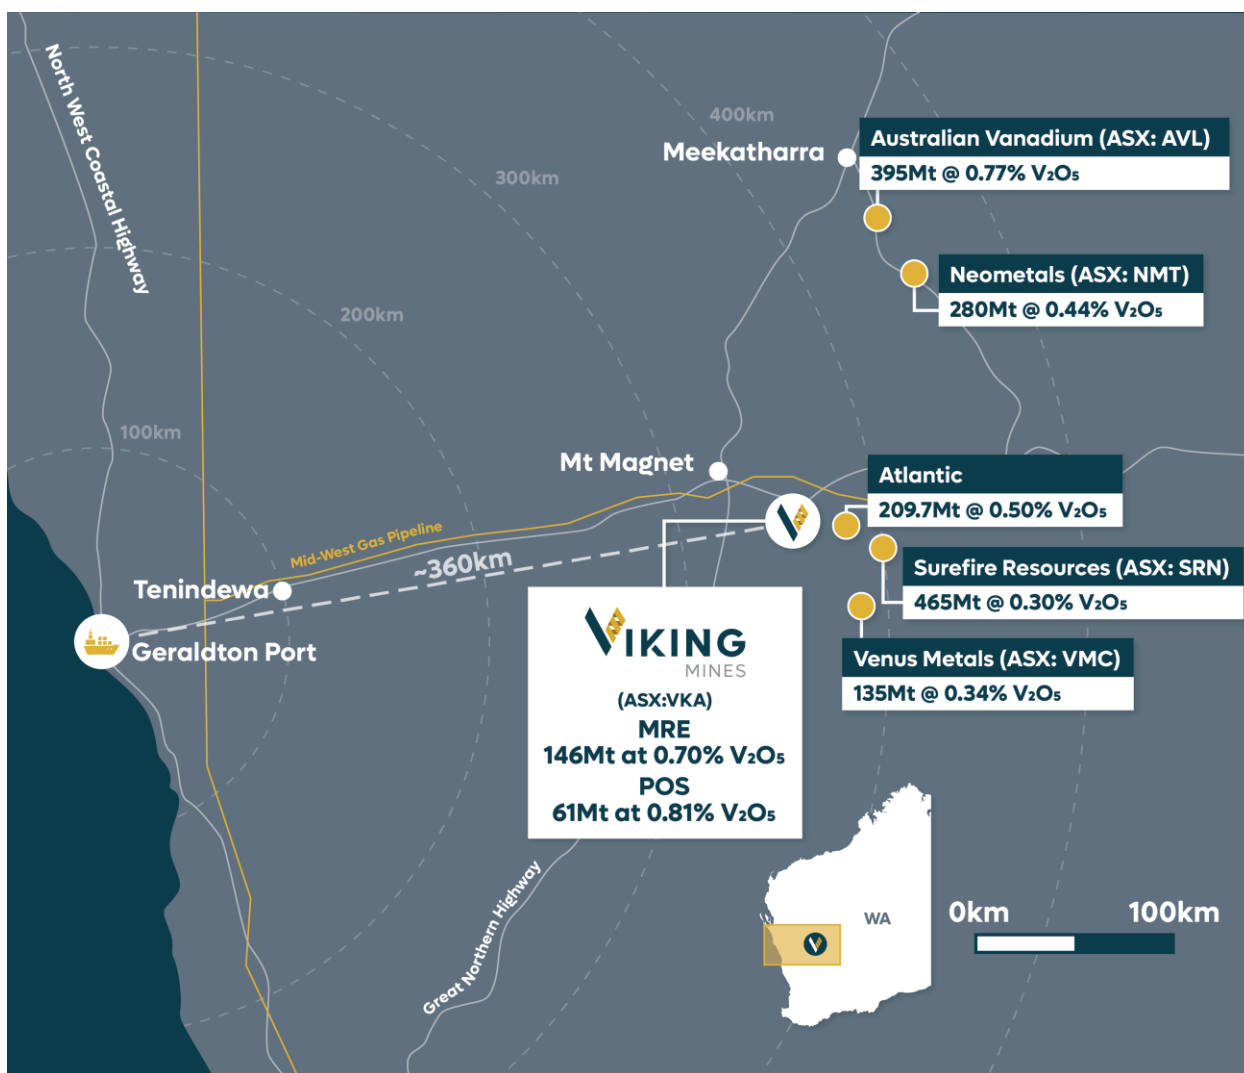 North West Coastal Highway
400km
Meekatharra
Australian Vanadium (ASX: AVL)
395Mt @ 0.77% V₂O₅
300km
Neometals (ASX: NMT)
280Mt @ 0.44% V₂O₅
200km
100km
Mt Magnet
Atlantic
209.7Mt @ 0.50% V₂O₅
Mid-West Gas Pipeline
~360km
Surefire Resources (ASX: SRN)
465Mt @ 0.30% V₂O₅
Tenindewa
Geraldton Port
Venus Metals (ASX: VMC)
135Mt @ 0.34% V₂O₅
VIKING
MINES
(ASX:VKA)
MRE
146Mt at 0.70% V₂O₅
POS
61Mt at 0.81% V₂O₅
Great Northern Highway
WA
0km 100km